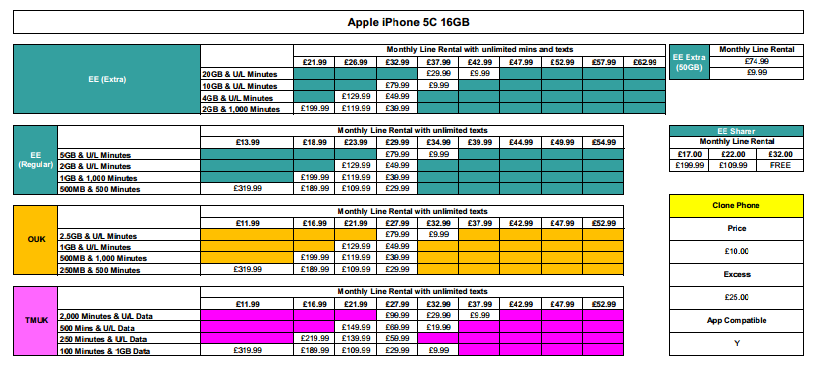 Apple iPhone 5C 16GB
EE (Extra)
Monthly Line Rental with unlimited mins and texts
£21.99 £26.99 £32.99 £37.99 £42.99 £47.99 £52.99 £57.99 £62.99
20GB & U/L Minutes £29.99 £9.99
10GB & U/L Minutes £79.99 £9.99
4GB & U/L Minutes £129.99 £49.99
2GB & 1,000 Minutes £199.99 £119.99 £39.99
EE Extra (50GB)
Monthly Line Rental
£74.99
£9.99
EE (Regular)
Monthly Line Rental with unlimited texts
£13.99 £18.99 £23.99 £29.99 £34.99 £39.99 £44.99 £49.99 £54.99
5GB & U/L Minutes £79.99 £9.99
2GB & U/L Minutes £129.99 £49.99
1GB & 1,000 Minutes £199.99 £119.99 £39.99
500MB & 500 Minutes £319.99 £189.99 £109.99 £29.99
EE Sharer
Monthly Line Rental
£17.00 £22.00 £32.00
£199.99 £109.99 FREE
OUK
Monthly Line Rental with unlimited texts
£11.99 £16.99 £21.99 £27.99 £32.99 £37.99 £42.99 £47.99 £52.99
2.5GB & U/L Minutes £79.99 £9.99
1GB & U/L Minutes £129.99 £49.99
500MB & 1,000 Minutes £199.99 £119.99 £39.99
250MB & 500 Minutes £319.99 £189.99 £109.99 £29.99
TMUK
Monthly Line Rental with unlimited texts
£11.99 £16.99 £21.99 £27.99 £32.99 £37.99 £42.99 £47.99 £52.99
2,000 Minutes & U/L Data £99.99 £29.99 £9.99
500 Mins & U/L Data £149.99 £69.99 £19.99
250 Minutes & U/L Data £219.99 £139.99 £59.99
100 Minutes & 1GB Data £319.99 £189.99 £109.99 £29.99 £9.99
Clone Phone
Price
£10.00
Excess
£25.00
App Compatible
Y